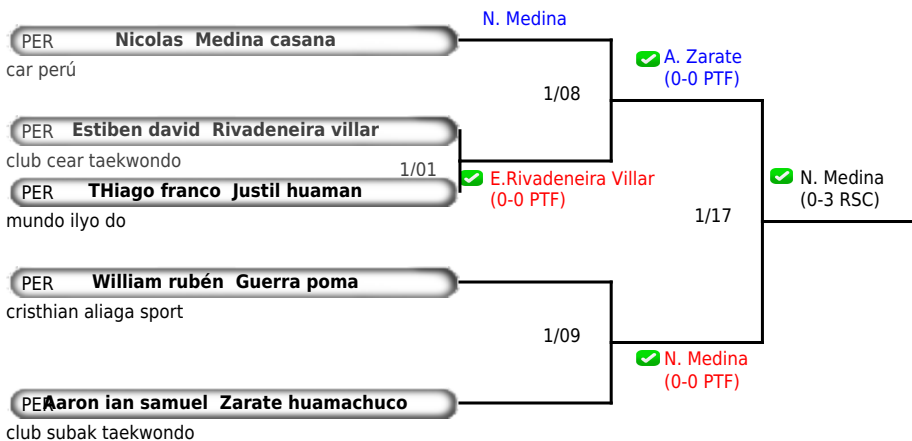 N. Medina
PER Nicolas Medina casana
car perú
A. Zarate
(0-0 PTF)
1/08
PER Estiben david Rivadeneira villar
club cear taekwondo
1/01
E.Rivadeneira Villar
(0-0 PTF)
PER THiago franco Justil huaman
mundo ilyo do
N. Medina
(0-3 RSC)
1/17
PER William rubén Guerra poma
cristhian aliaga sport
1/09
N. Medina
(0-0 PTF)
PER Aaron ian samuel Zarate huamachuco
club subak taekwondo